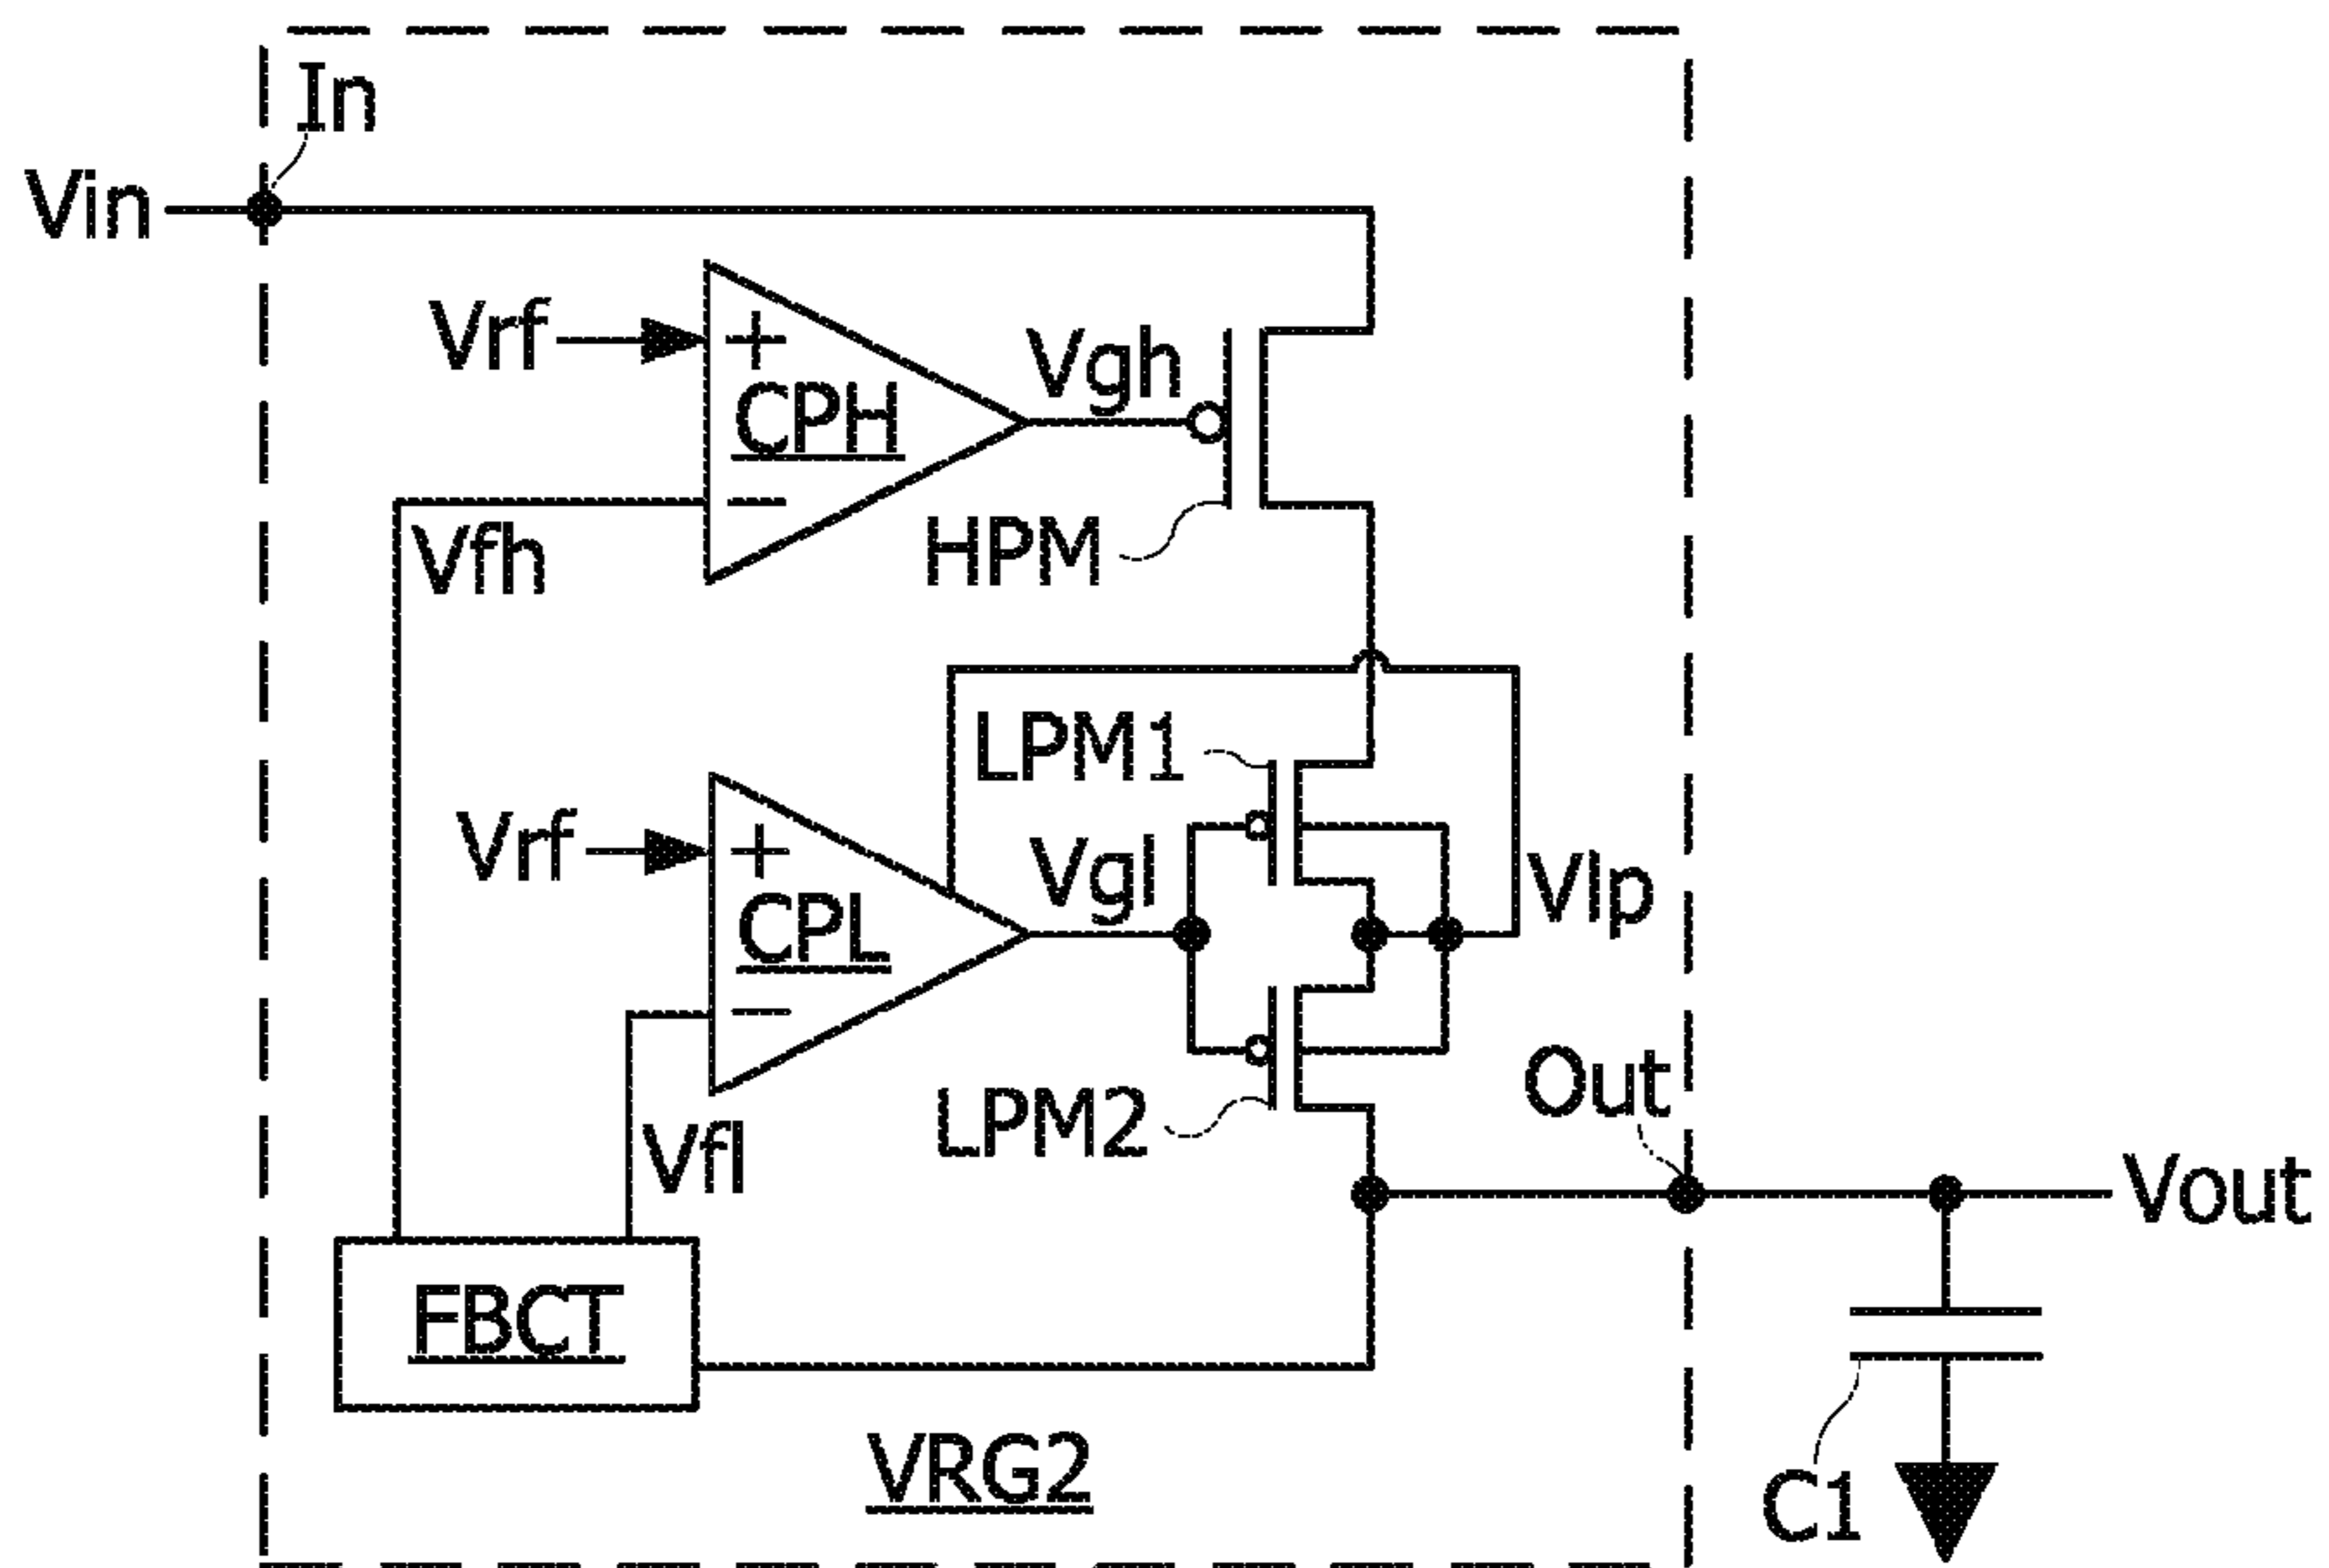 In
Vin
Vrf
+
CPH
−
Vgh
Vfh
HPM
LPM1
Vrf
+
CPL
−
Vgl
Vlp
Vfl
LPM2
Out
Vout
FBCT
VRG2
C1